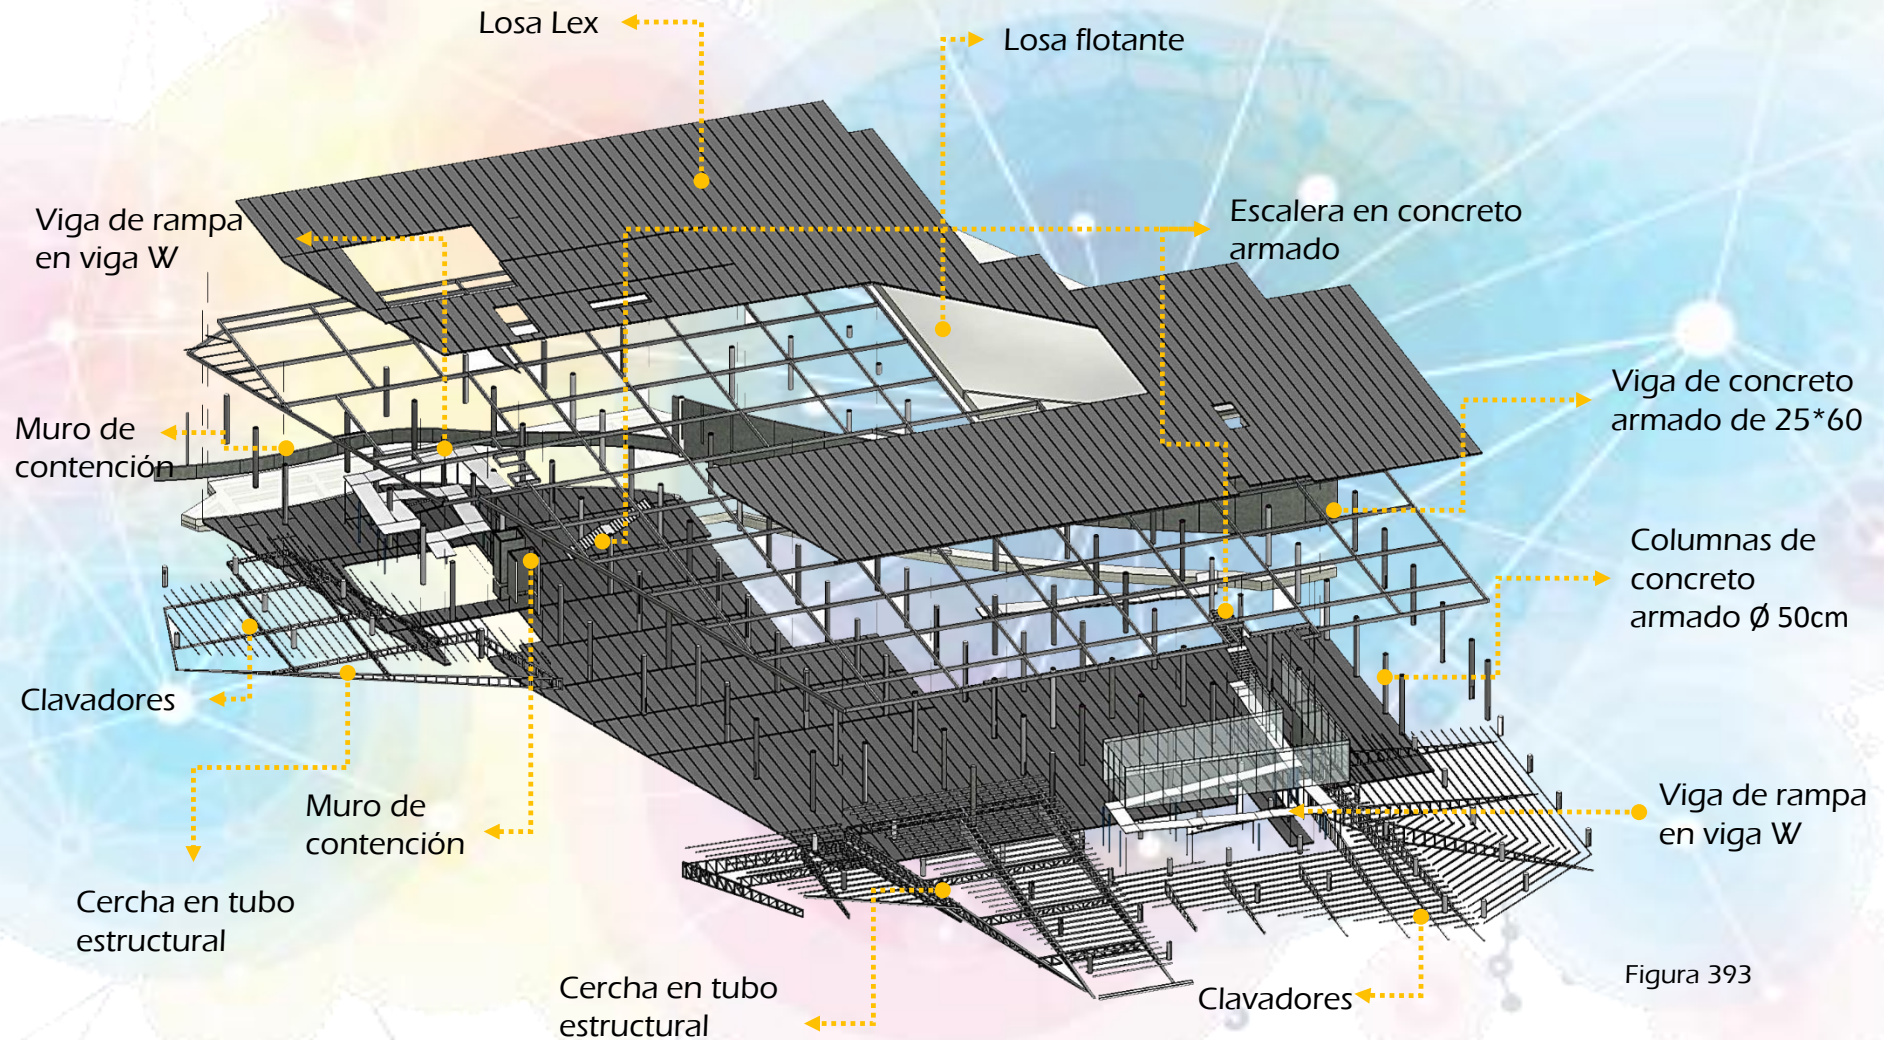 Losa Lex
Losa flotante
Viga de rampa
en viga W
Escalera en concreto
armado
Muro de
contención
Viga de concreto
armado de 25*60
Columnas de
concreto
armado Ø 50cm
Clavadores
Muro de
contención
Viga de rampa
en viga W
Cercha en tubo
estructural
Cercha en tubo
estructural
Clavadores
Figura 393